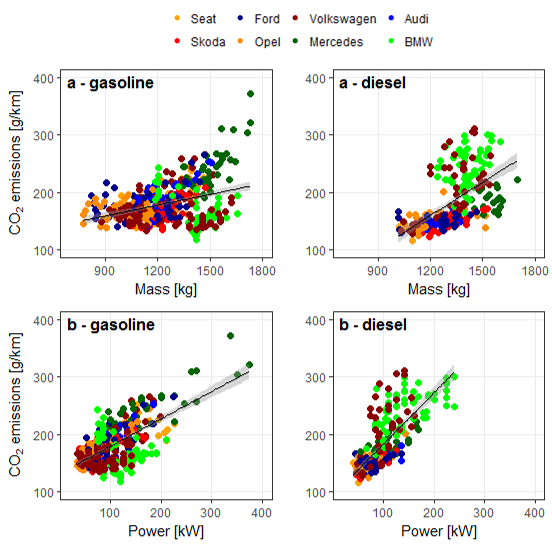 Seat Ford Volkswagen Audi
Skoda Opel Mercedes BMW
a - gasoline
a - diesel
CO2 emissions [g/km]
400
300
200
100
900 1200 1500 1800
Mass [kg]
400
300
200
100
900 1200 1500 1800
Mass [kg]
b - gasoline
b - diesel
CO2 emissions [g/km]
400
300
200
100
0 100 200 300 400
Power [kW]
400
300
200
100
0 100 200 300 400
Power [kW]